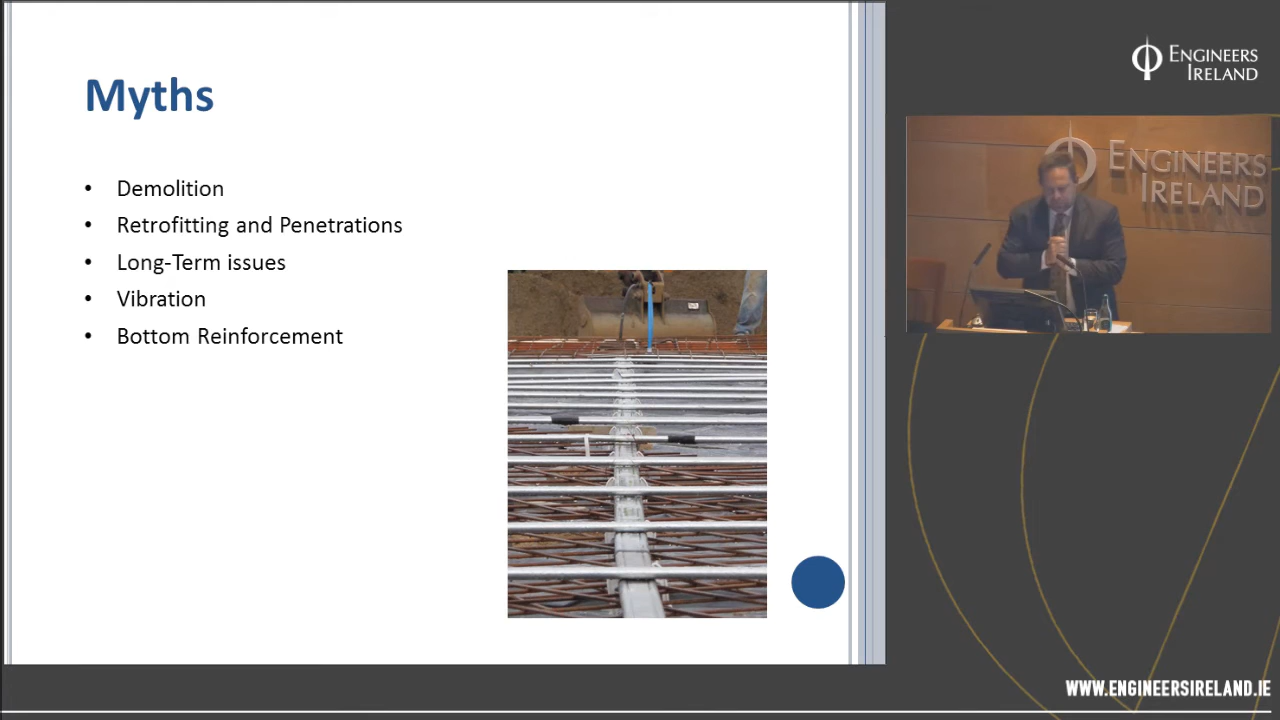 Myths
• Demolition
• Retrofitting and Penetrations
• Long-Term issues
• Vibration
• Bottom Reinforcement
ENGINEERS
IRELAND
ENGINEERS
IRELAND
WWW.ENGINEERSIRELAND.IE